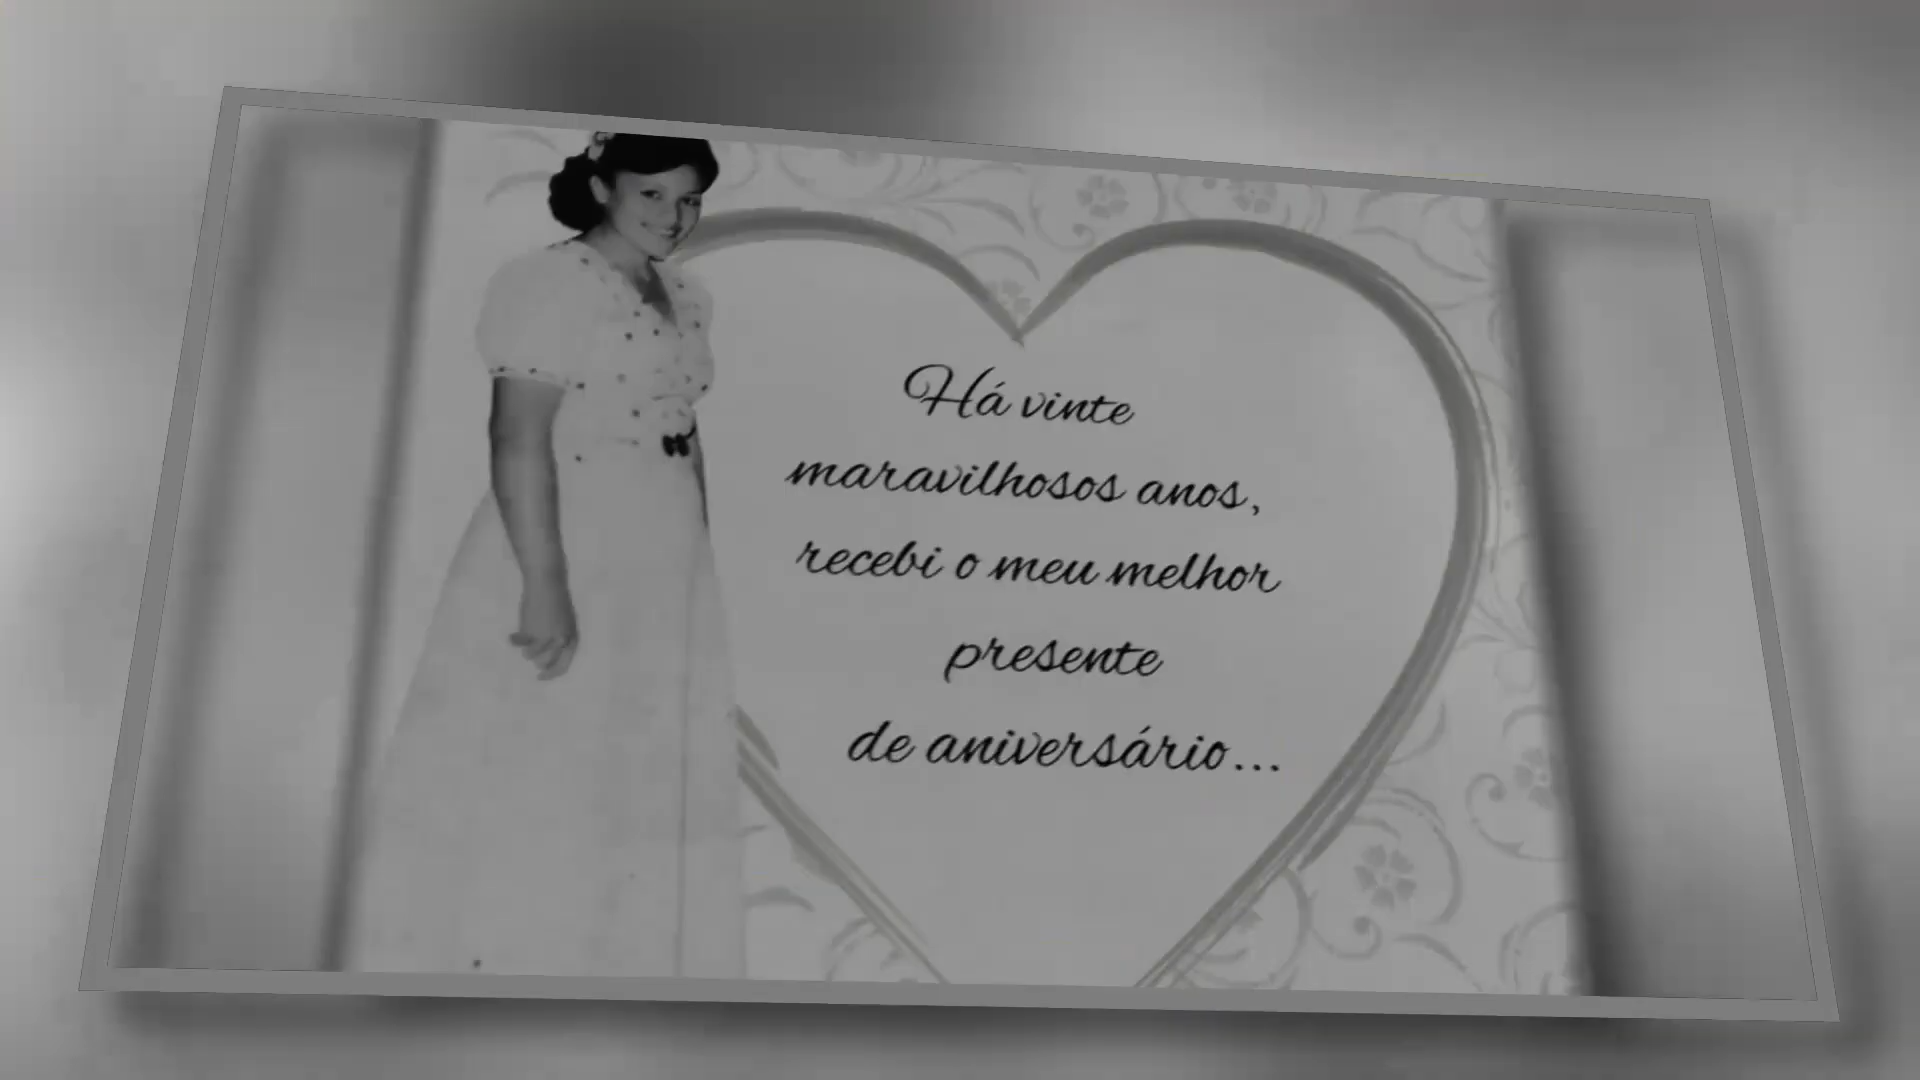 Há vinte
maravilhosos anos,
recebi o meu melhor
presente
de aniversário...